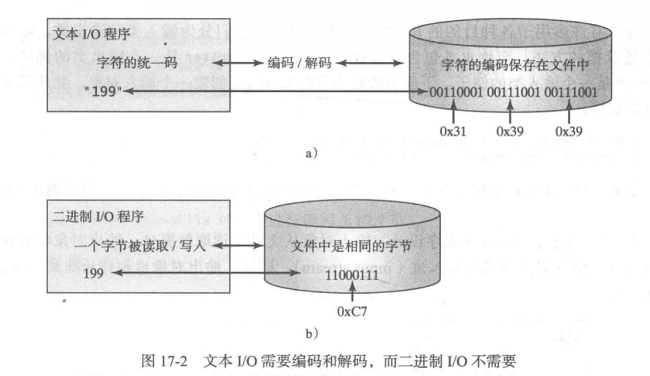 文本 I/O 程序
字符的统一码
编码 / 解码
字符的编码保存在文件中
"199"
00110001 00111001 00111001
0x31
0x39
0x39
a）
二进制 I/O 程序
一个字节被读取 / 写入
文件中是相同的字节
199
11000111
0xC7
b）
图 17-2 文本 I/O 需要编码和解码，而二进制 I/O 不需要